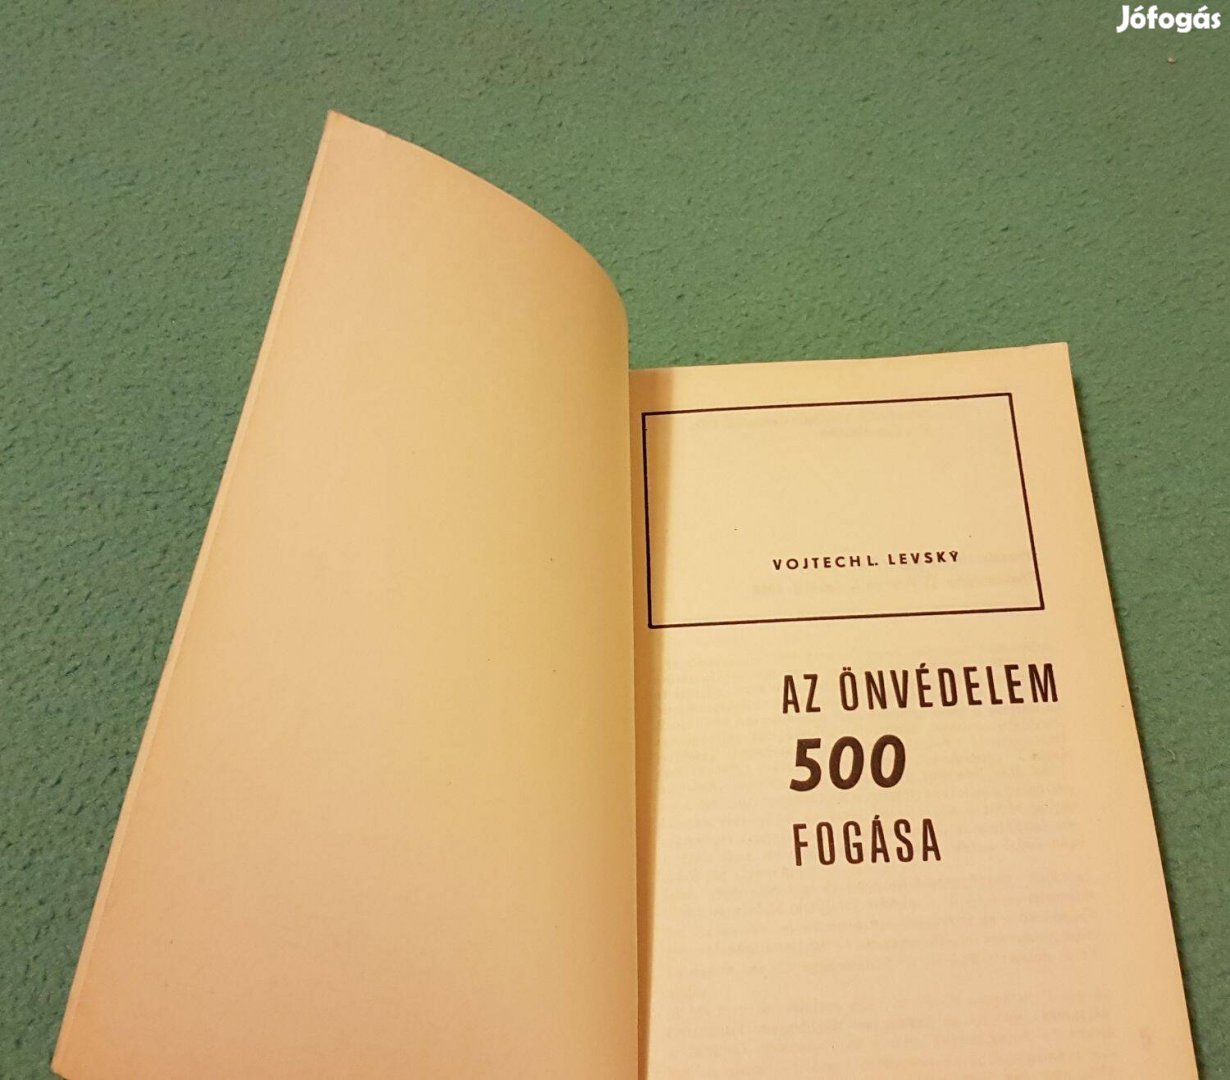 Jófogás
VOJTECH L. LEVSKÝ
AZ ÖNVÉDELEM
500
FOGÁSA